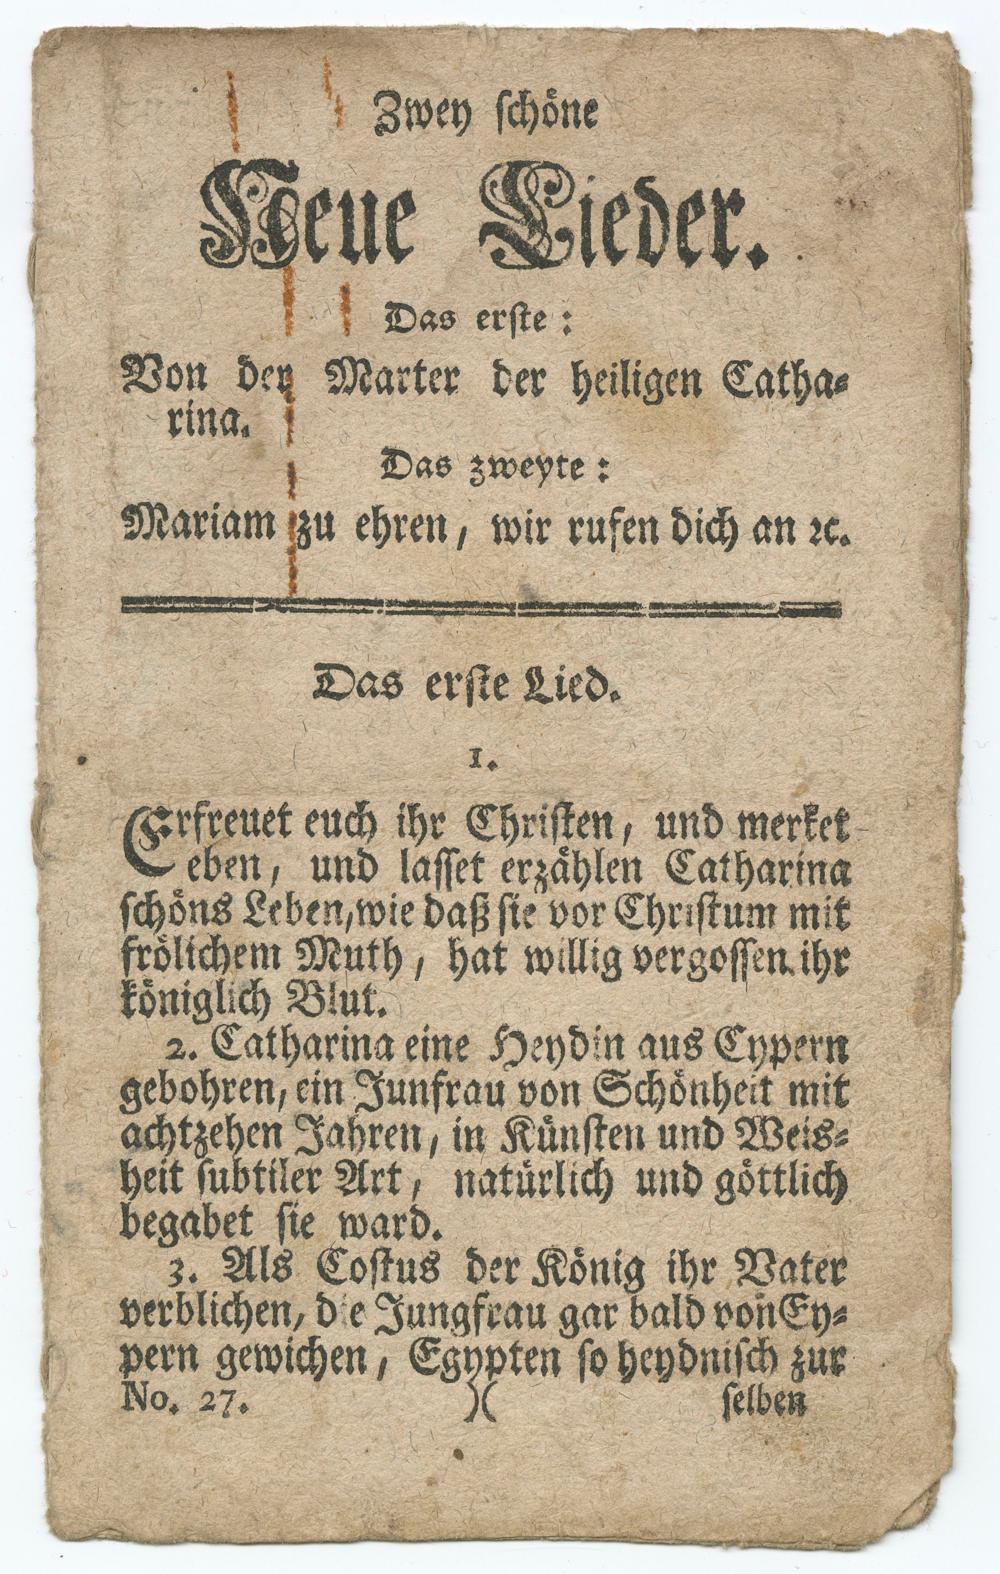 Zwey schöne
Neue Lieder.
Das erste :
Von der Marter der heiligen Catha-
rina.
Das zweyte :
Mariam zu ehren, wir rufen dich an ꝛc.
Das erste Lied.
1.
Erfreuet euch ihr Christen, und merket
eben, und lasset erzählen Catharina
schöns Leben, wie daß sie vor Christum mit
frölichem Muth, hat willig vergossen ihr
königlich Blut.
2. Catharina eine Heydin aus Cypern
gebohren, ein Junfrau von Schönheit mit
achtzehen Jahren, in Künsten und Weis-
heit subtiler Art, natürlich und göttlich
begabet sie ward.
3. Als Costus der König ihr Vater
verblichen, die Jungfrau gar bald von Cy-
pern gewichen, Egypten so heydnisch zur
No. 27. )( selben